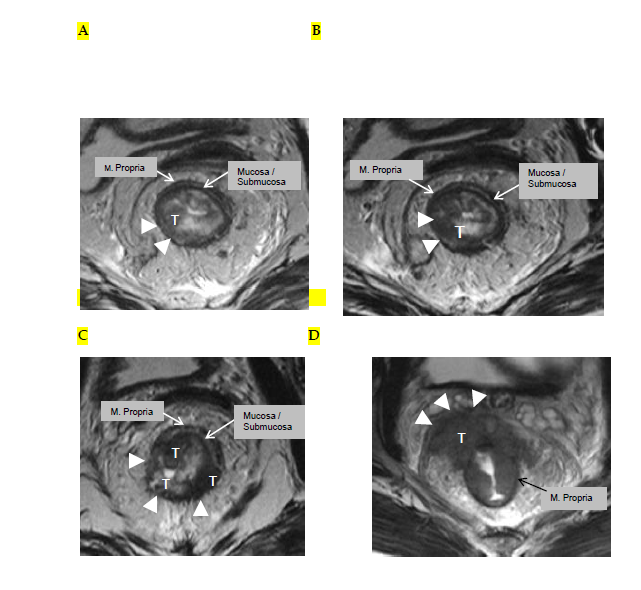 A
B
M. Propria
Mucosa /
Submucosa
T
M. Propria
Mucosa /
Submucosa
T
C
D
M. Propria
Mucosa /
Submucosa
T
T
T
T
M. Propria